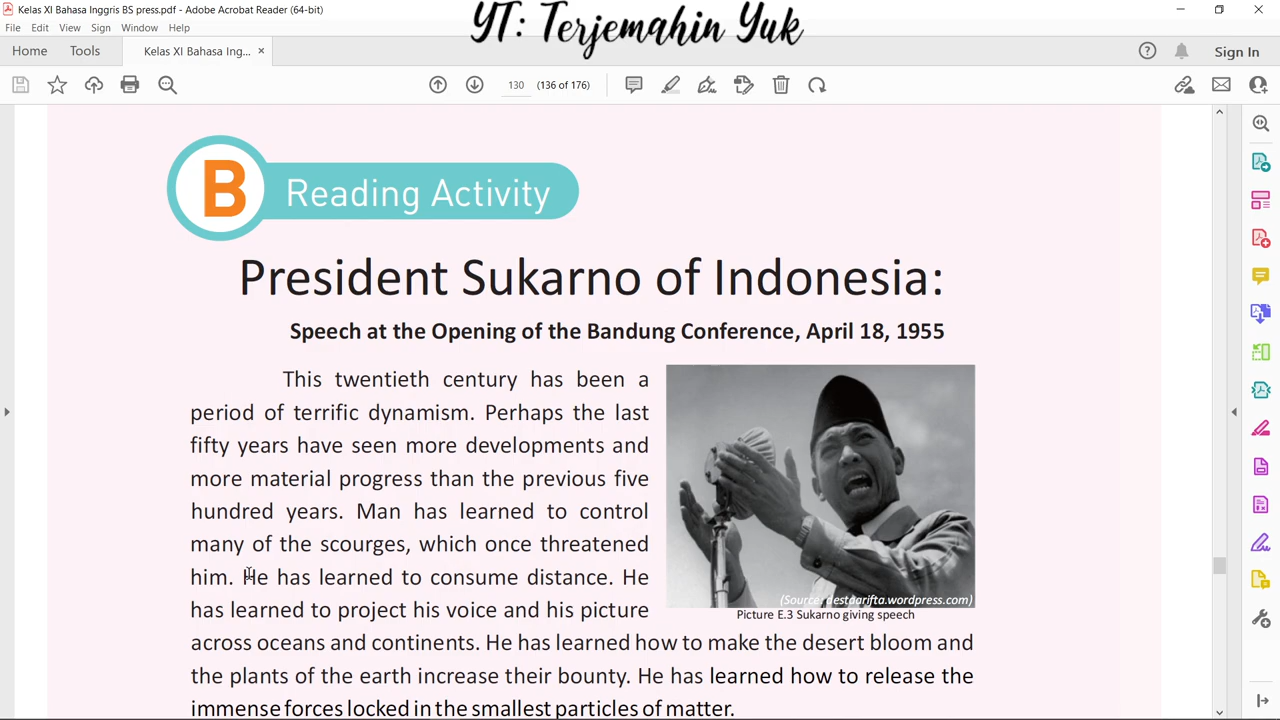 Kelas XI Bahasa Inggris BS press.pdf - Adobe Acrobat Reader (64-bit)
YT: Terjemahin Yuk
File Edit View Sign Window Help
Home Tools Kelas XI Bahasa Ing... × Sign In
130 (136 of 176)
B Reading Activity
President Sukarno of Indonesia:
Speech at the Opening of the Bandung Conference, April 18, 1955
This twentieth century has been a
period of terrific dynamism. Perhaps the last
fifty years have seen more developments and
more material progress than the previous five
hundred years. Man has learned to control
many of the scourges, which once threatened
him. He has learned to consume distance. He
has learned to project his voice and his picture
(Source: destaarifta.wordpress.com)
Picture E.3 Sukarno giving speech
across oceans and continents. He has learned how to make the desert bloom and
the plants of the earth increase their bounty. He has learned how to release the
immense forces locked in the smallest particles of matter.